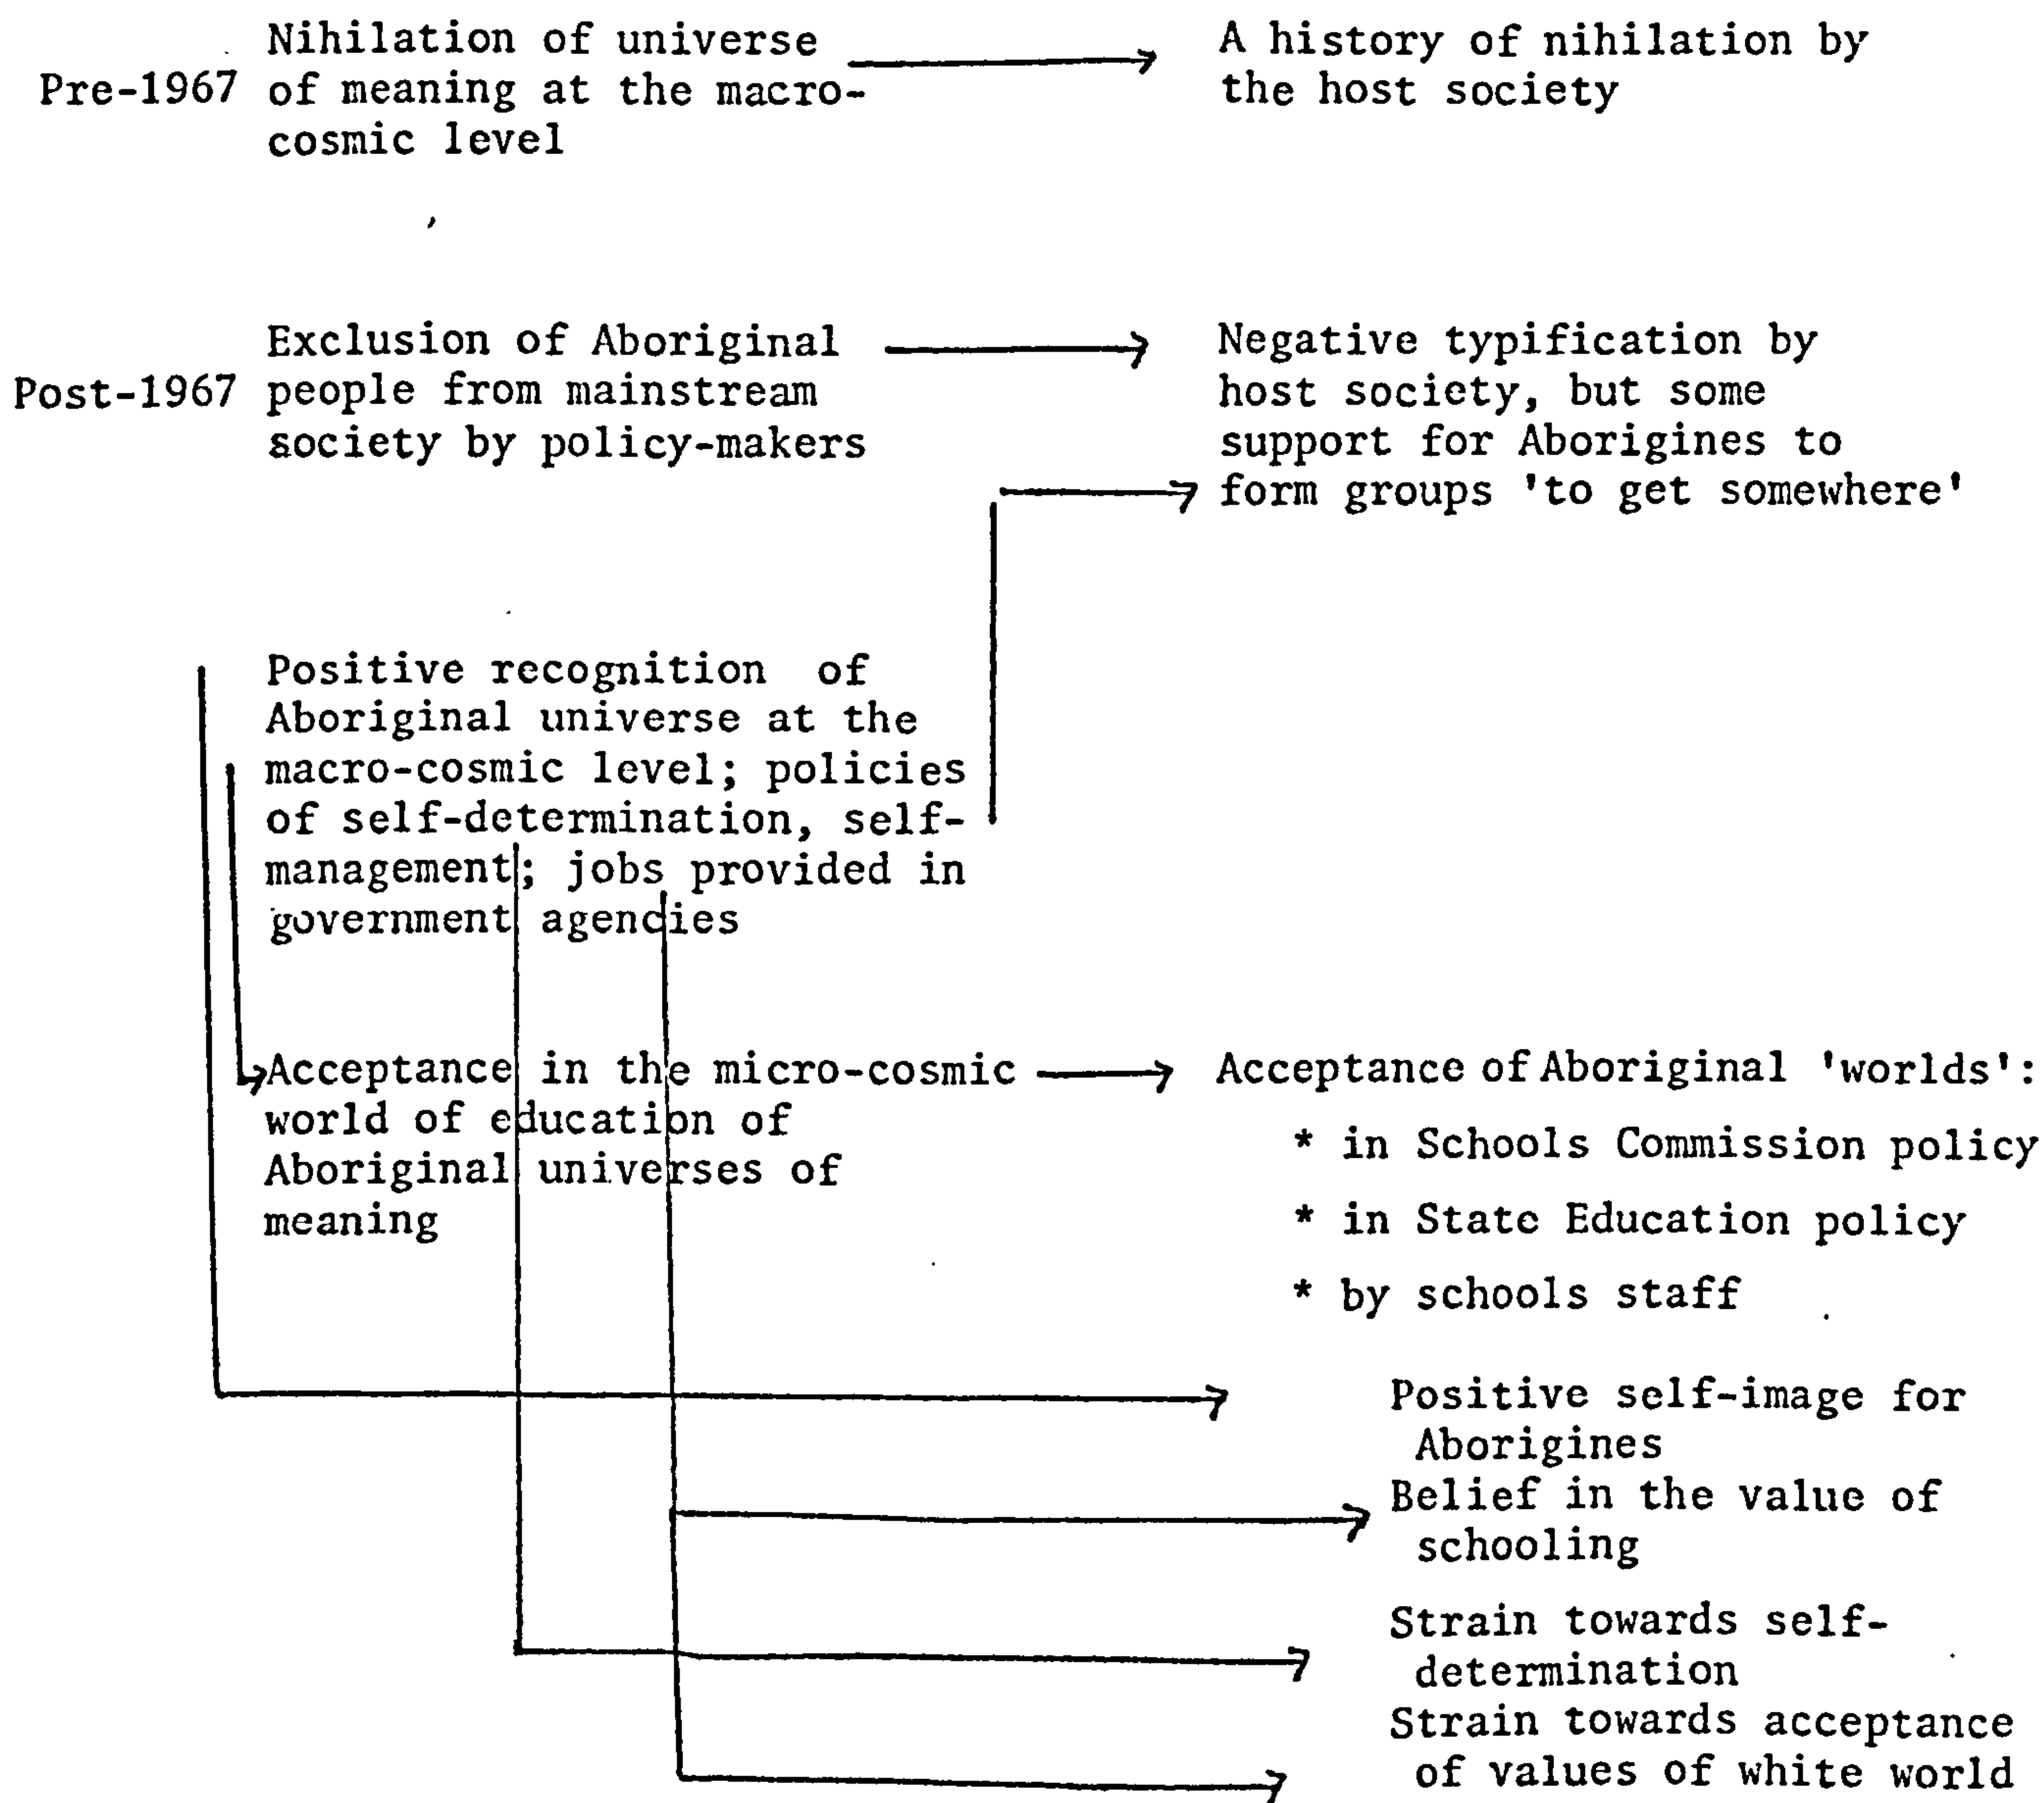 Nihilation of universe
Pre-1967 of meaning at the macro-
cosmic level
A history of nihilation by
the host society
Exclusion of Aboriginal
Post-1967 people from mainstream
society by policy-makers
Negative typification by
host society, but some
support for Aborigines to
form groups 'to get somewhere'
Positive recognition of
Aboriginal universe at the
macro-cosmic level; policies
of self-determination, self-
management; jobs provided in
government agencies
Acceptance in the micro-cosmic
world of education of
Aboriginal universes of
meaning
Acceptance of Aboriginal 'worlds':
* in Schools Commission policy
* in State Education policy
* by schools staff
Positive self-image for
Aborigines
Belief in the value of
schooling
Strain towards self-
determination
Strain towards acceptance
of values of white world